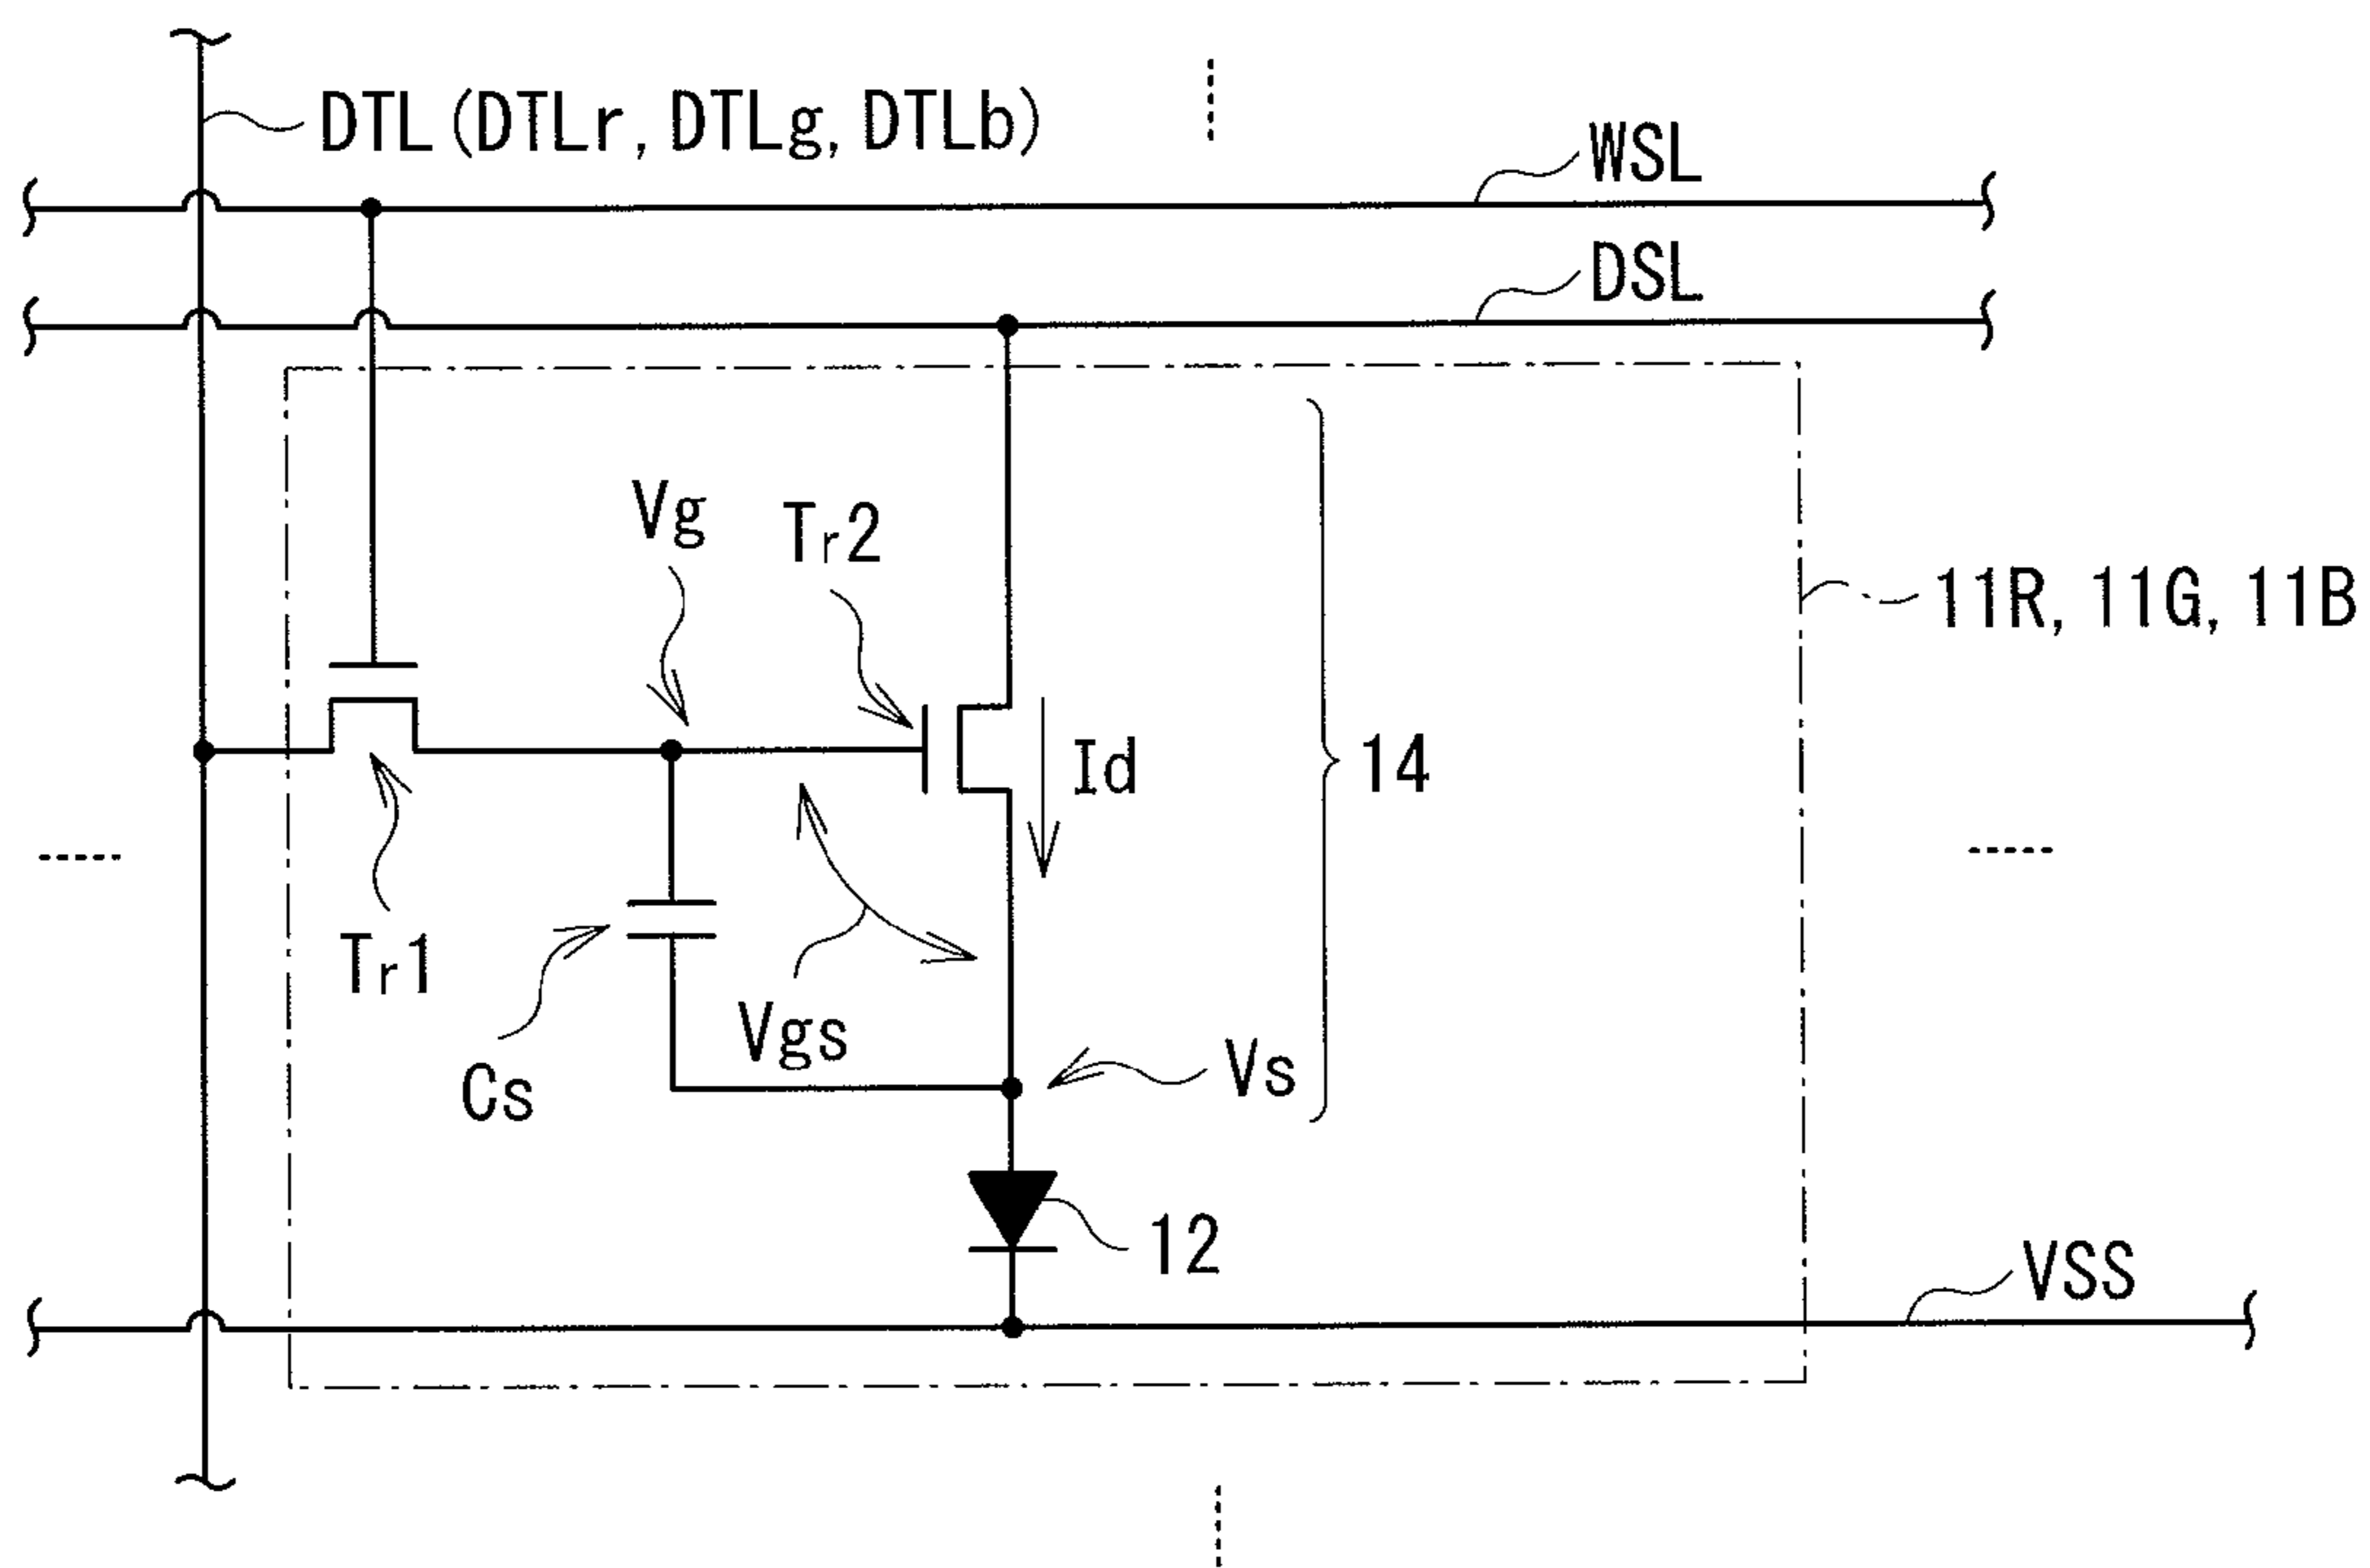 DTL (DTLr, DTLg, DTLb)
WSL
DSL
Vg
Tr2
11R, 11G, 11B
Id
14
Tr1
Vgs
Cs
Vs
12
VSS